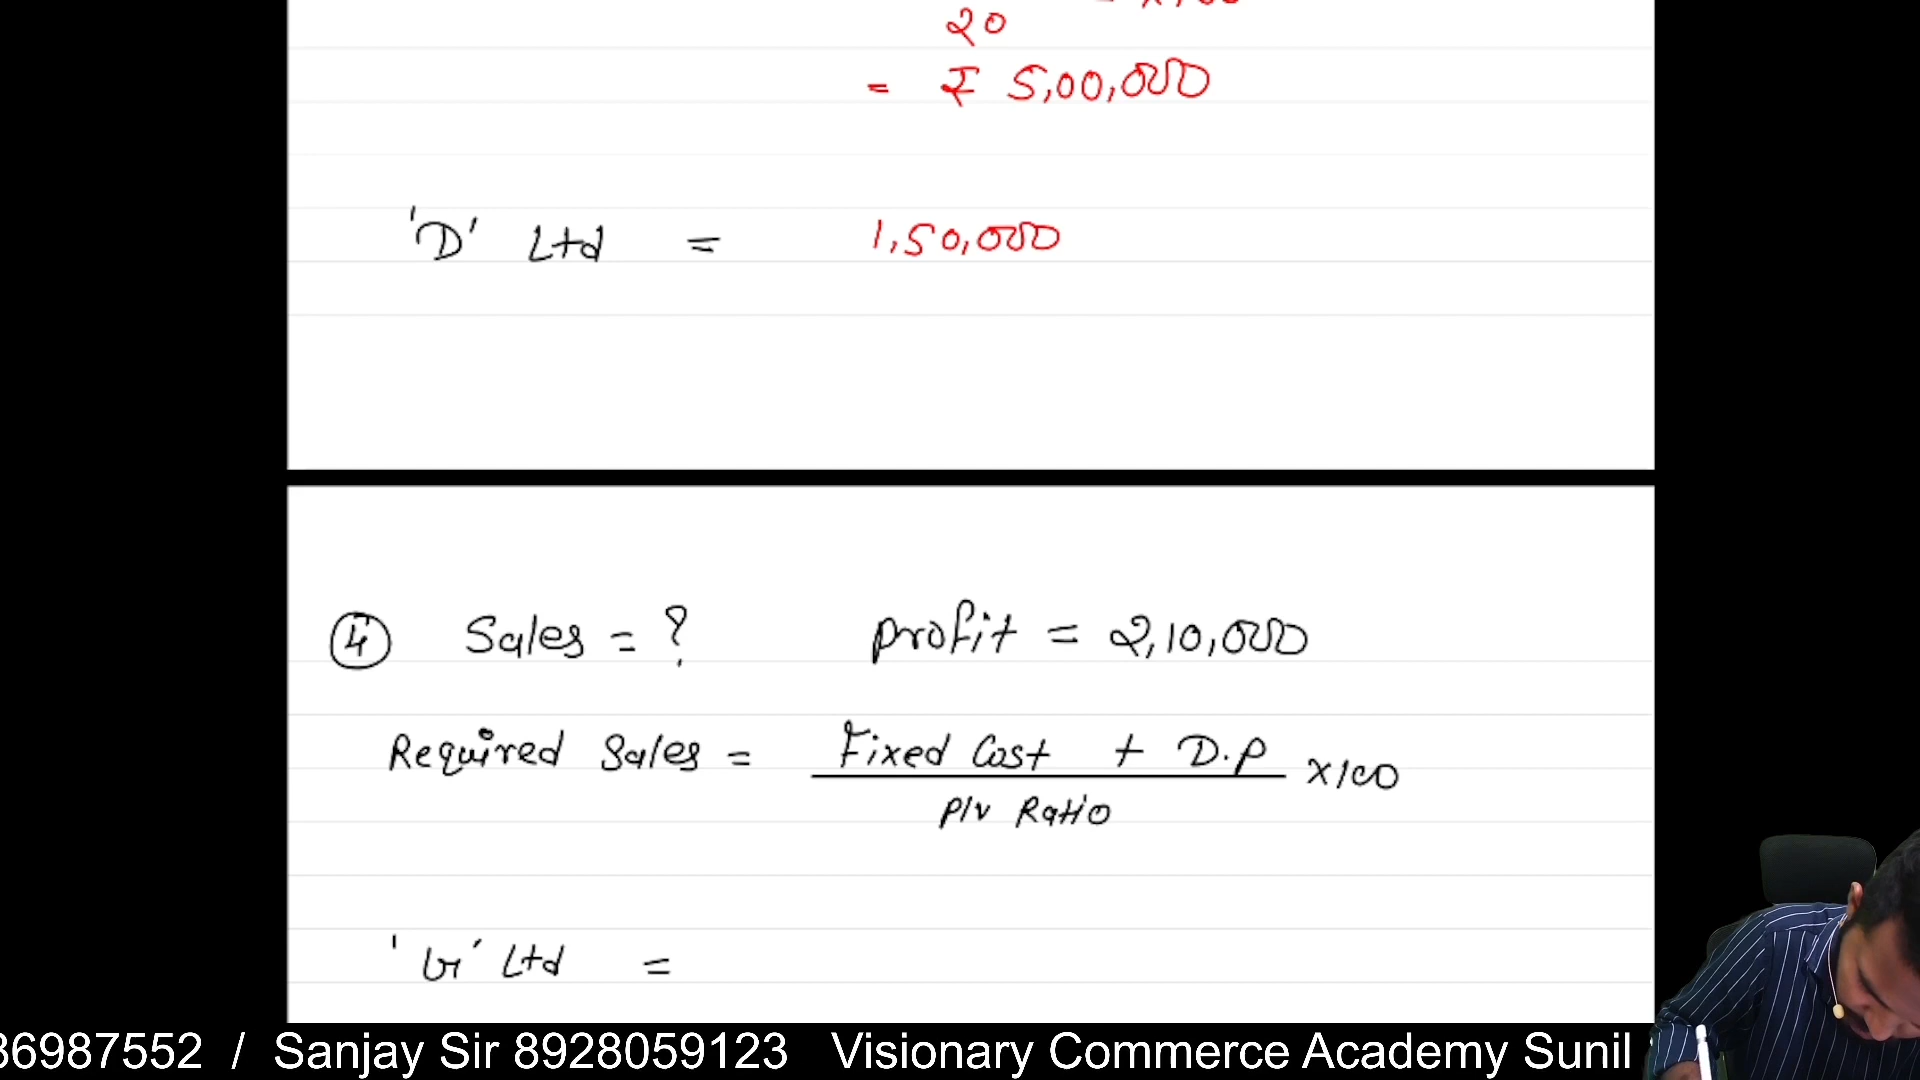 20 × 100
= ₹ 5,00,000
'D' Ltd = 1,50,000
④ Sales = ? Profit = 2,10,000
Required Sales = Fixed Cost + D.P × 100
P/V Ratio
'G' Ltd =
36987552 / Sanjay Sir 8928059123 Visionary Commerce Academy Sunil